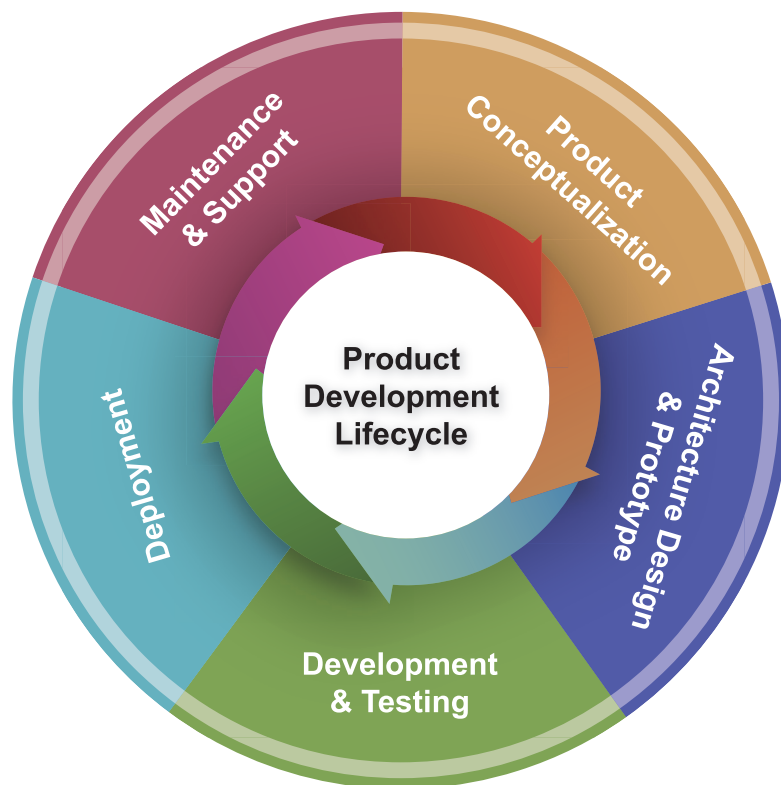 Product
Development
Lifecycle
Product
Conceptualization
Architecture Design
& Prototype
Development
& Testing
Deployment
Maintenance
& Support